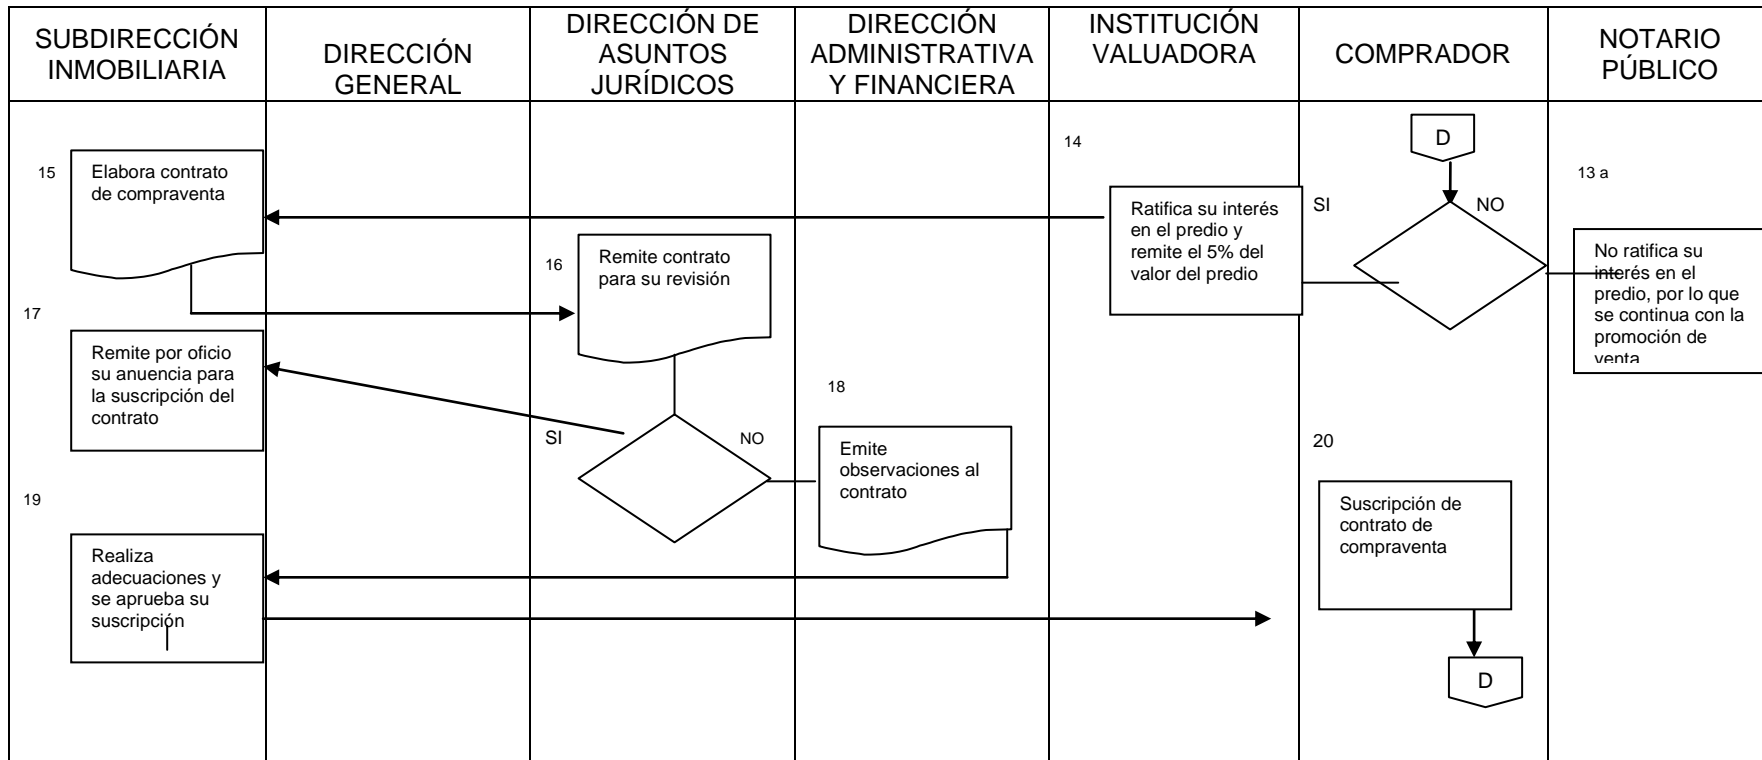 SUBDIRECCIÓN
INMOBILIARIA
DIRECCIÓN
GENERAL
DIRECCIÓN DE
ASUNTOS
JURÍDICOS
DIRECCIÓN
ADMINISTRATIVA
Y FINANCIERA
INSTITUCIÓN
VALUADORA
COMPRADOR
NOTARIO
PÚBLICO
D
14
13 a
15
Elabora contrato
de compraventa
Ratifica su interés
en el predio y
remite el 5% del
valor del predio
SI
NO
No ratifica su
interés en el
predio, por lo que
se continua con la
promoción de
venta
16
Remite contrato
para su revisión
17
Remite por oficio
su anuencia para
la suscripción del
contrato
SI
NO
18
Emite
observaciones al
contrato
20
Suscripción de
contrato de
compraventa
19
Realiza
adecuaciones y
se aprueba su
suscripción
D